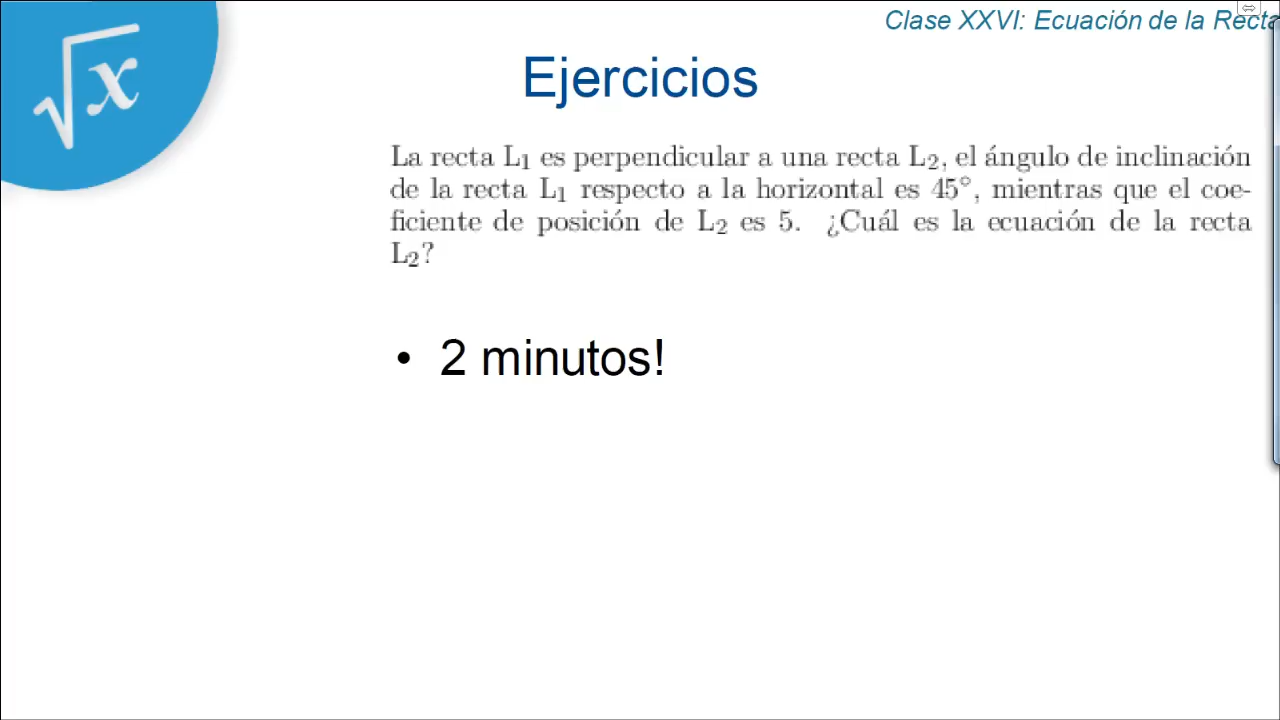 Clase XXVI: Ecuación de la Recta
√x
Ejercicios
La recta L₁ es perpendicular a una recta L₂, el ángulo de inclinación
de la recta L₁ respecto a la horizontal es 45°, mientras que el coe-
ficiente de posición de L₂ es 5. ¿Cuál es la ecuación de la recta
L₂?
• 2 minutos!